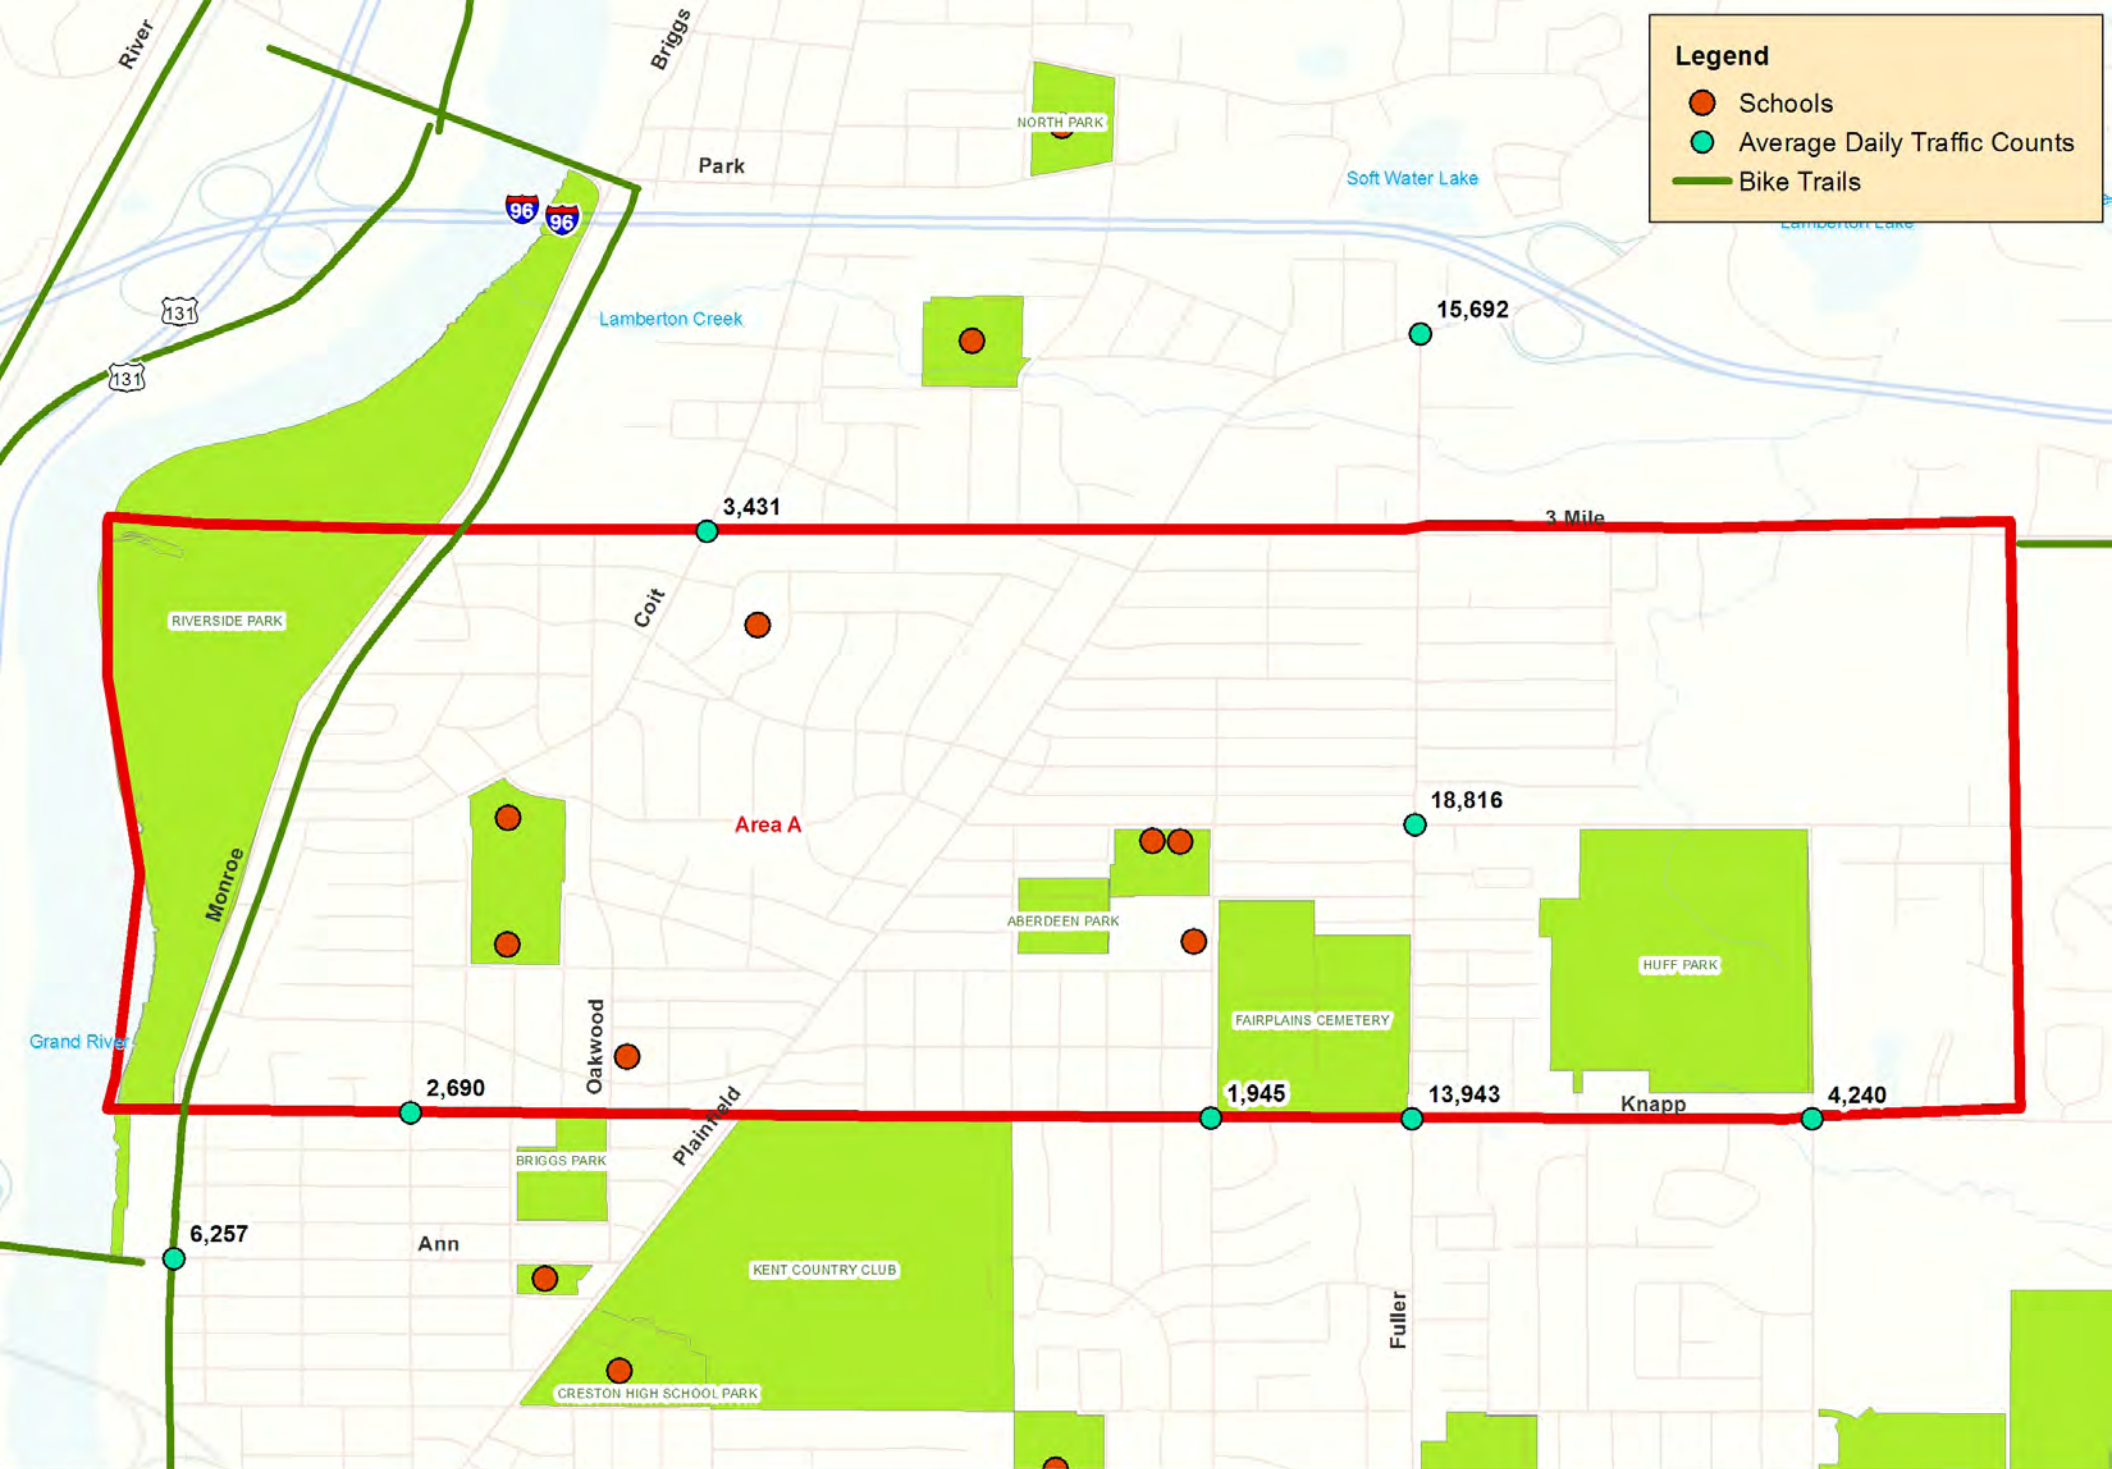 River
Briggs
Legend
Schools
Average Daily Traffic Counts
Bike Trails
NORTH PARK
Park
Soft Water Lake
Lamberton Lake
96
96
131
131
Lamberton Creek
15,692
3,431
3 Mile
Coit
RIVERSIDE PARK
18,816
Area A
Monroe
ABERDEEN PARK
HUFF PARK
FAIRPLAINS CEMETERY
Oakwood
Grand River
2,690
1,945
13,943
Knapp
4,240
Plainfield
BRIGGS PARK
6,257
Ann
KENT COUNTRY CLUB
Fuller
CRESTON HIGH SCHOOL PARK